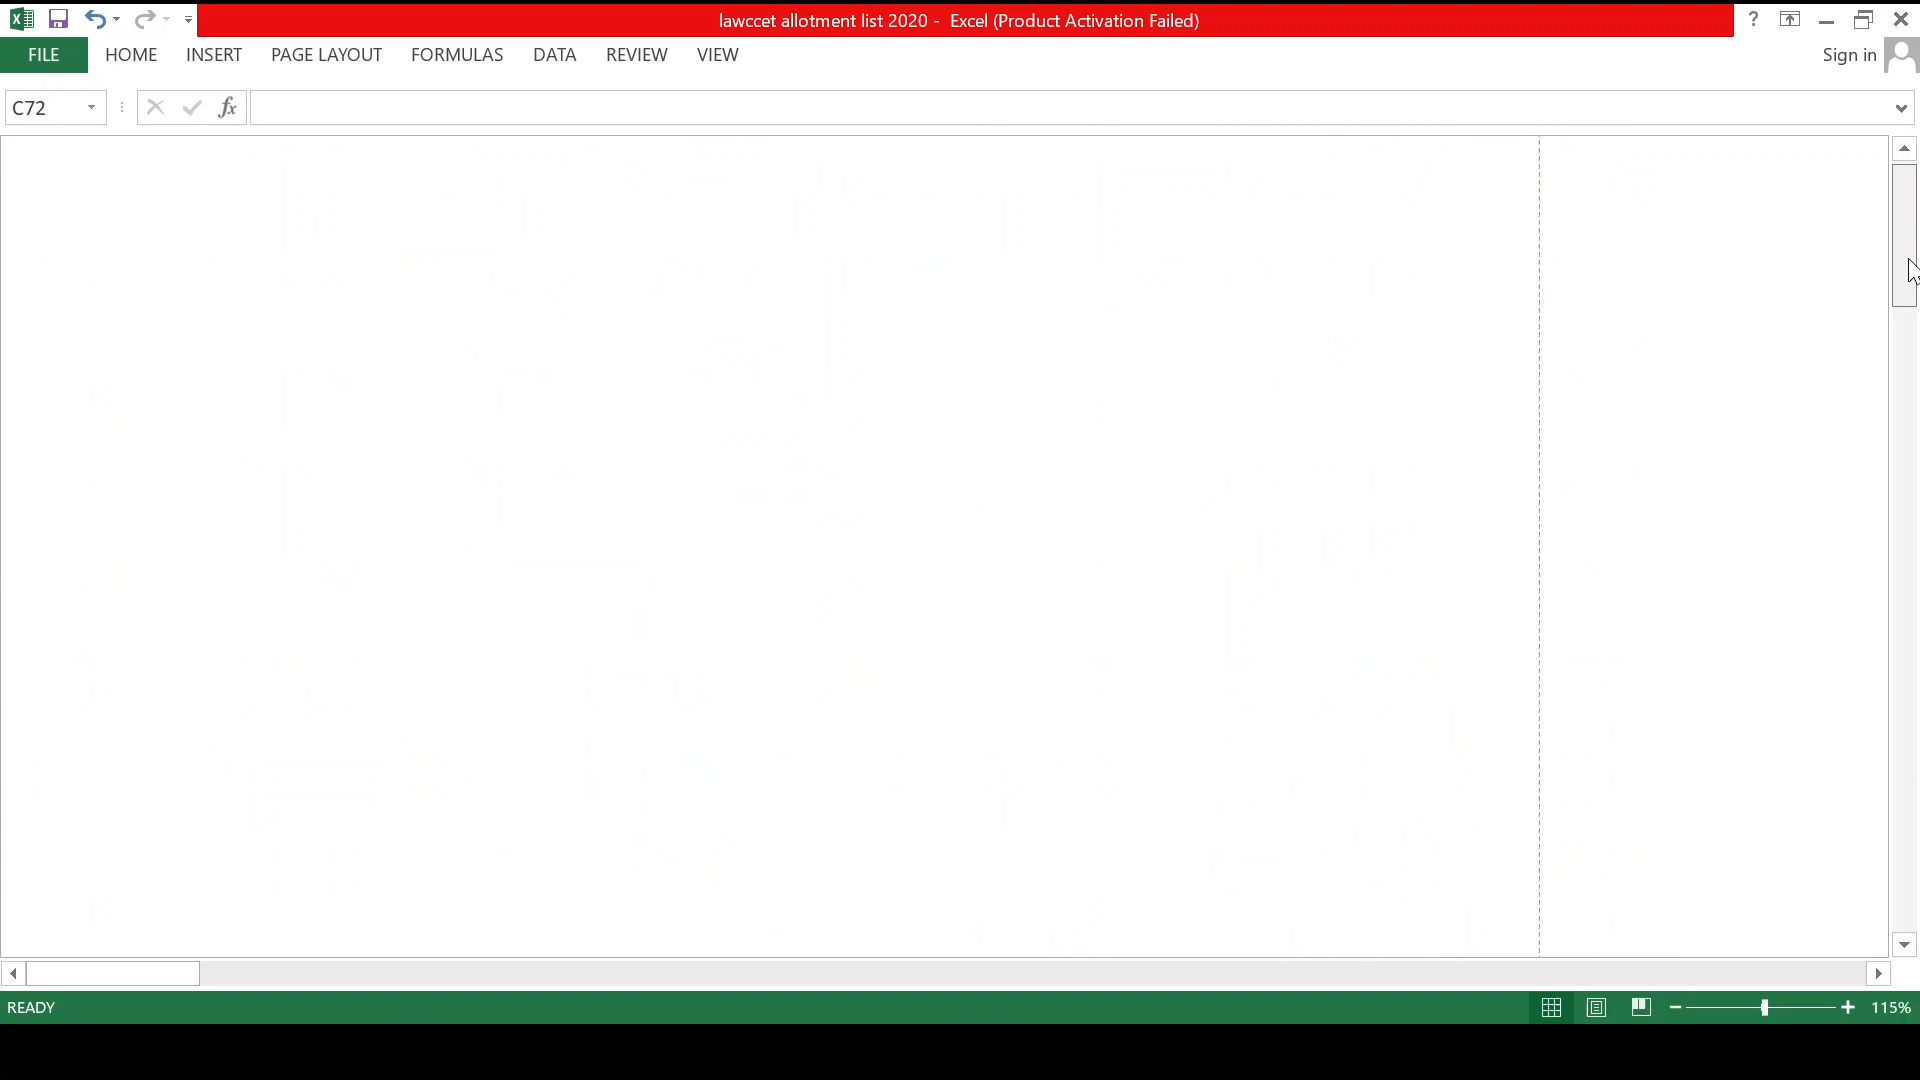 lawccet allotment list 2020 - Excel (Product Activation Failed)
?
FILE HOME INSERT PAGE LAYOUT FORMULAS DATA REVIEW VIEW
Sign in
C72
fx
READY
115%